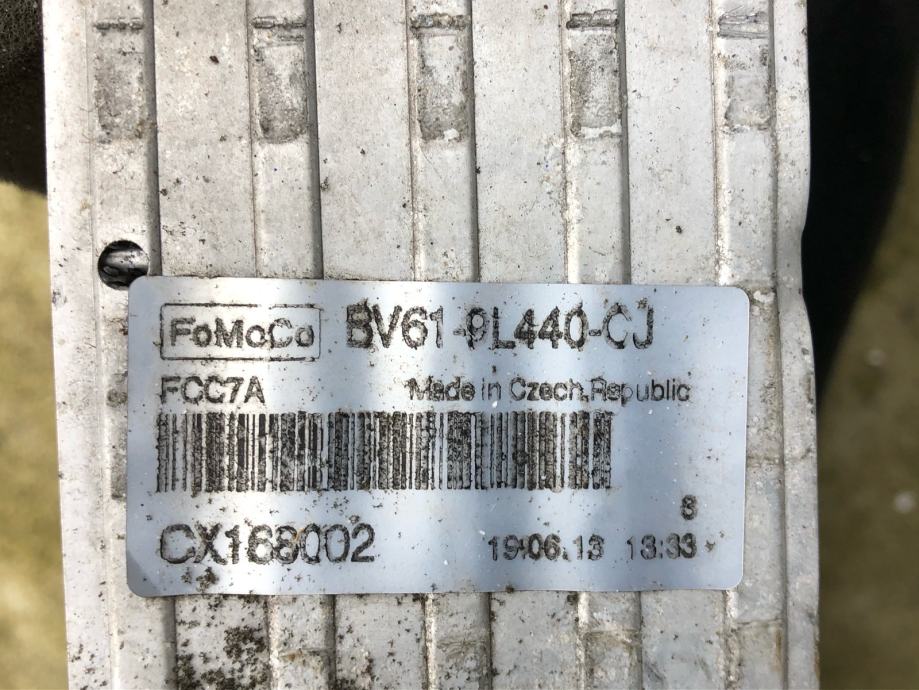 FoMoCo BV61-9L440-CJ
FCC7A Made in Czech Republic
8
CX168002 19.06.13 13:33